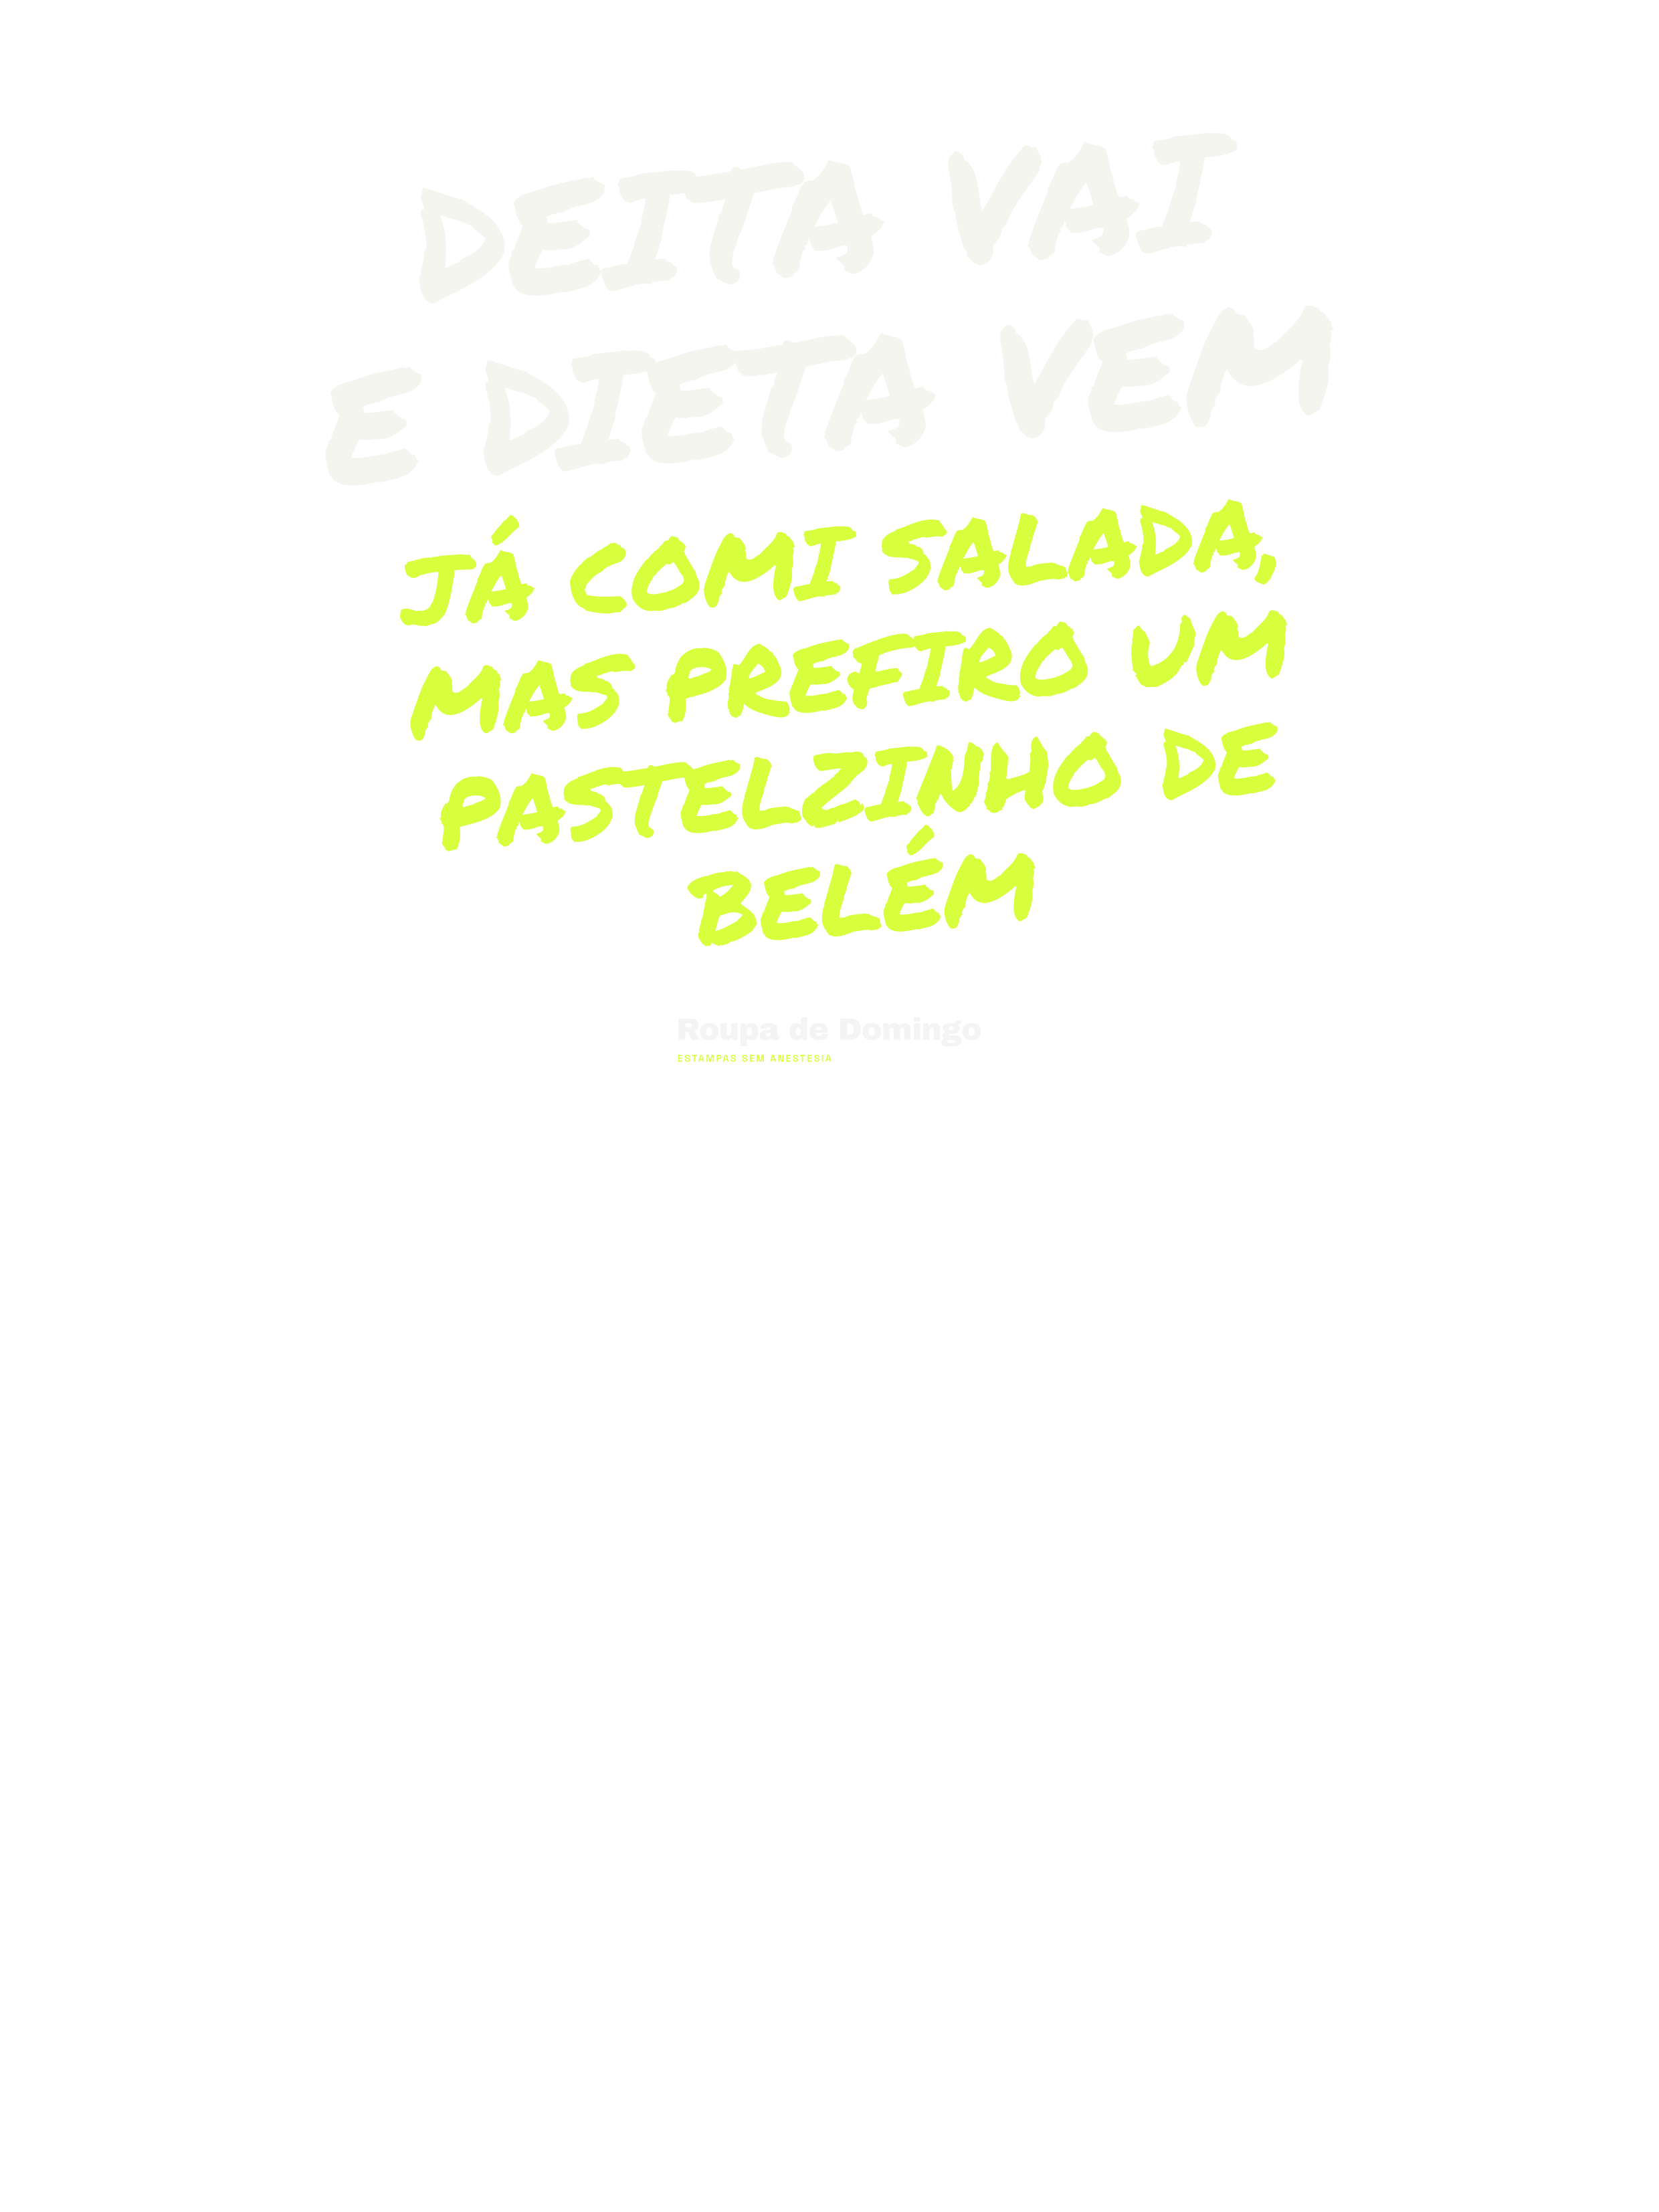 DEITA VAI
E DIETA VEM
JÁ COMI SALADA,
MAS PREFIRO UM
PASTELZINHO DE
BELÉM
Roupa de Domingo
ESTAMPAS SEM ANESTESIA